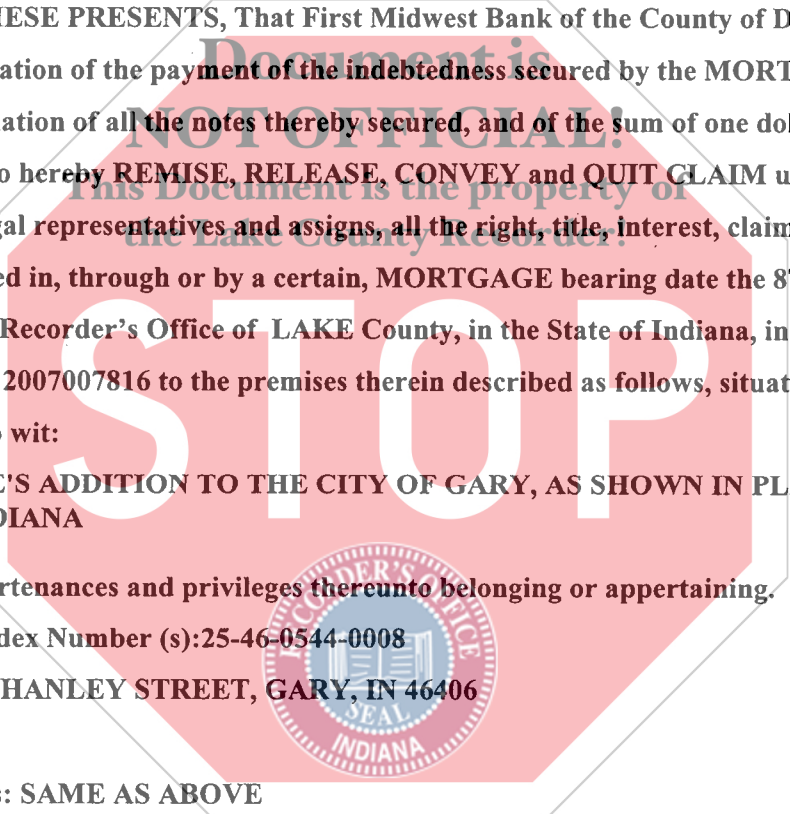 HESE PRESENTS, That First Midwest Bank of the County of D
Document is
ation of the payment of the indebtedness secured by the MORT
NOT OFFICIAL!
ation of all the notes thereby secured, and of the sum of one dol
o hereby REMISE, RELEASE, CONVEY and QUIT CLAIM u
This Document is the property of
gal representatives and assigns, all the right, title, interest, claim
the Lake County Recorder!
ed in, through or by a certain, MORTGAGE bearing date the 8
Recorder's Office of LAKE County, in the State of Indiana, in
2007007816 to the premises therein described as follows, situat
STOP
o wit:
E'S ADDITION TO THE CITY OF GARY, AS SHOWN IN PL
DIANA
rtenances and privileges thereunto belonging or appertaining.
dex Number (s):25-46-0544-0008
HANLEY STREET, GARY, IN 46406
RECORDER'S OFFICE
SEAL
INDIANA
s: SAME AS ABOVE